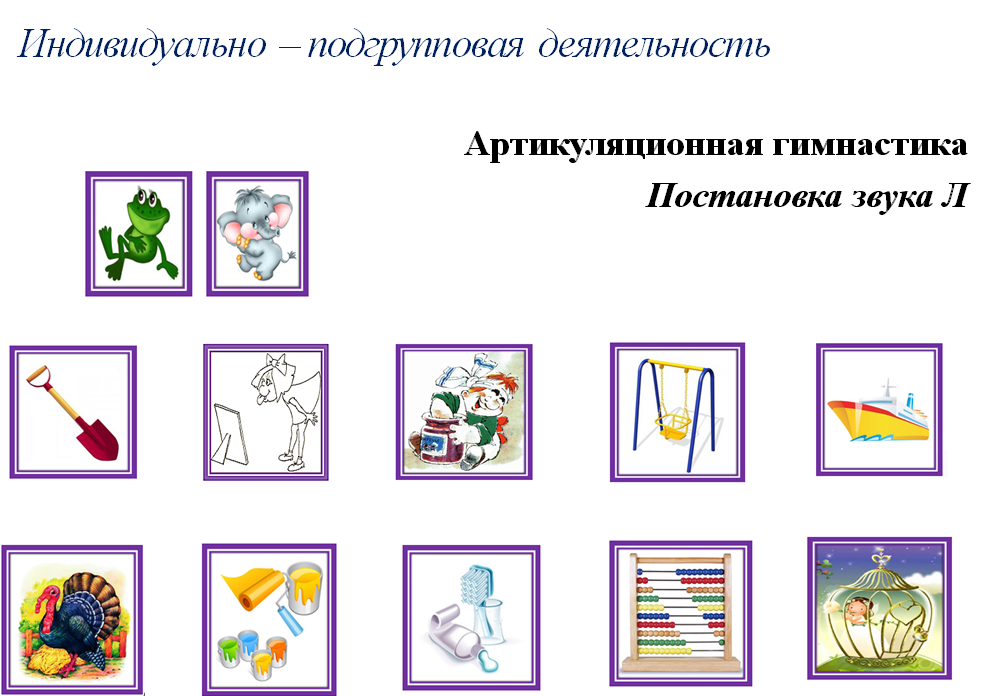 Индивидуально – подгрупповая деятельность
Артикуляционная гимнастика
Постановка звука Л